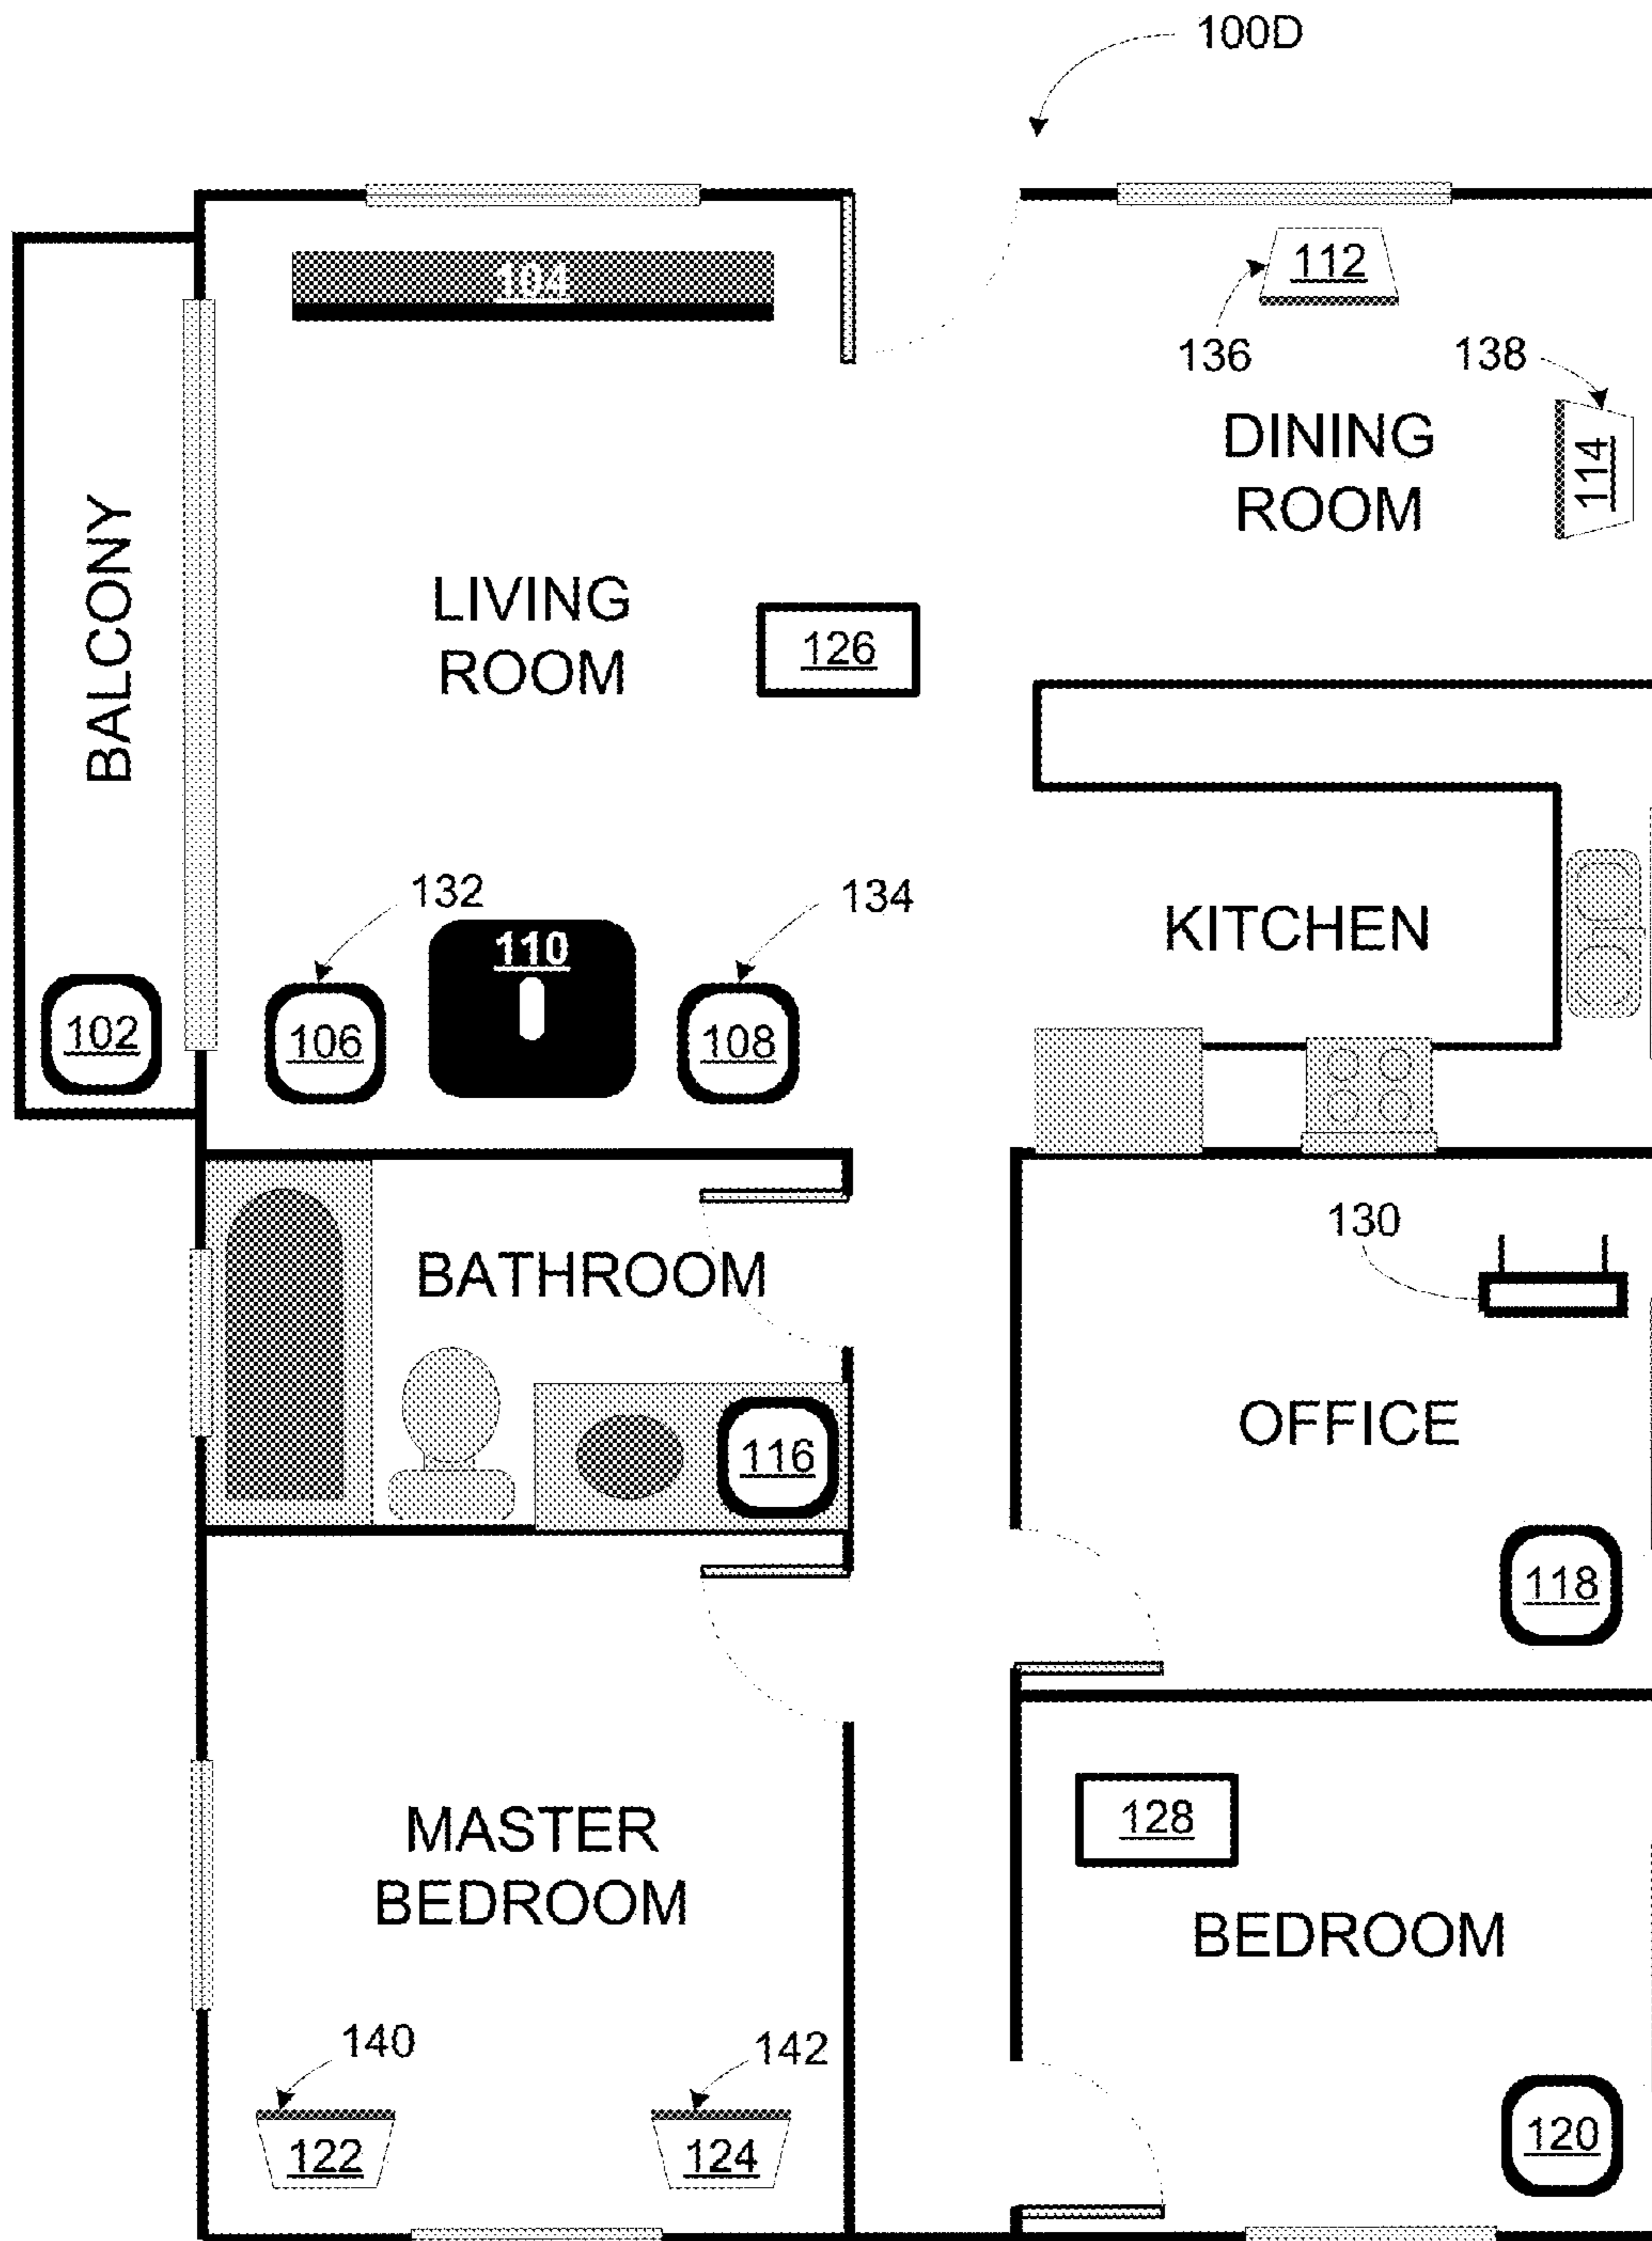 100D
104
112
136
138
DINING
ROOM
114
BALCONY
LIVING
ROOM
126
132
134
110
KITCHEN
102
106
108
130
BATHROOM
OFFICE
116
118
128
MASTER
BEDROOM
BEDROOM
140
142
122
124
120